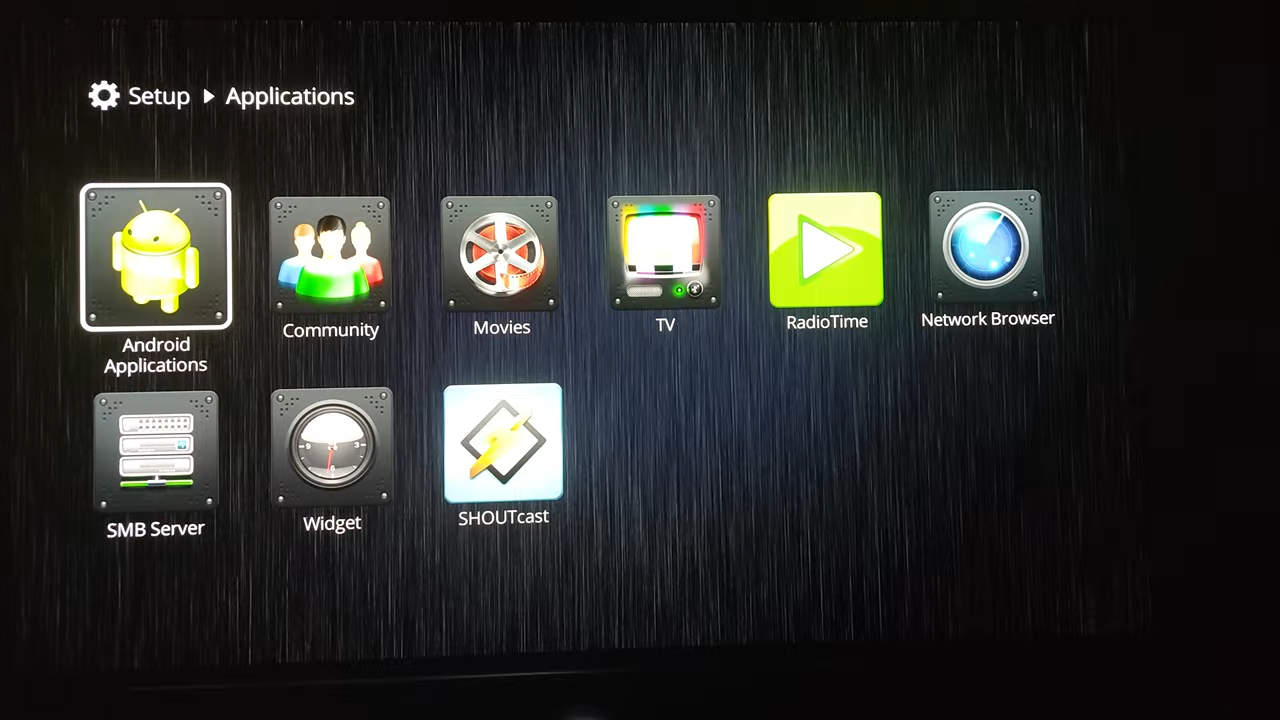 Setup ▶ Applications
Android
Applications
Community
Movies
TV
RadioTime
Network Browser
SMB Server
Widget
SHOUTcast